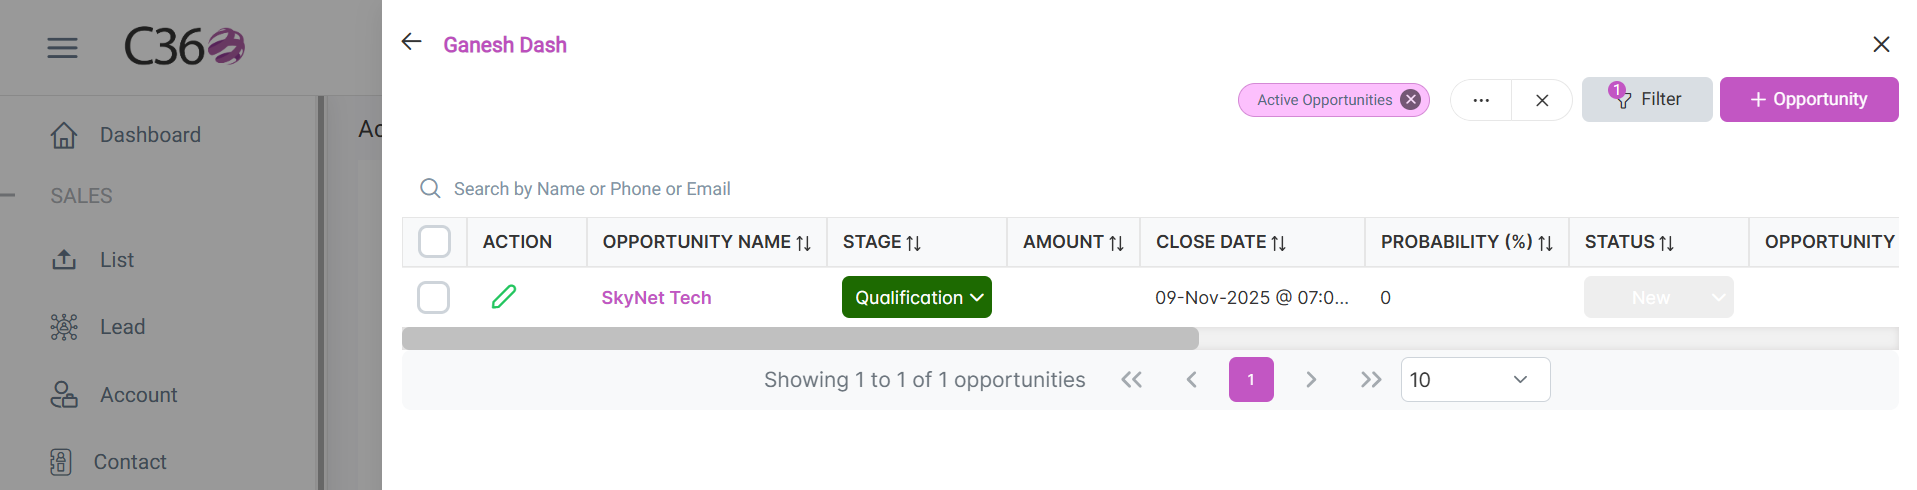 C360
Ganesh Dash
Active Opportunities
...
1
Filter
+ Opportunity
Dashboard
Ac
SALES
Search by Name or Phone or Email
ACTION OPPORTUNITY NAME STAGE AMOUNT CLOSE DATE PROBABILITY (%) STATUS OPPORTUNITY
List
SkyNet Tech Qualification 09-Nov-2025 @ 07:0... 0 New
Lead
Showing 1 to 1 of 1 opportunities 1 10
Account
Contact